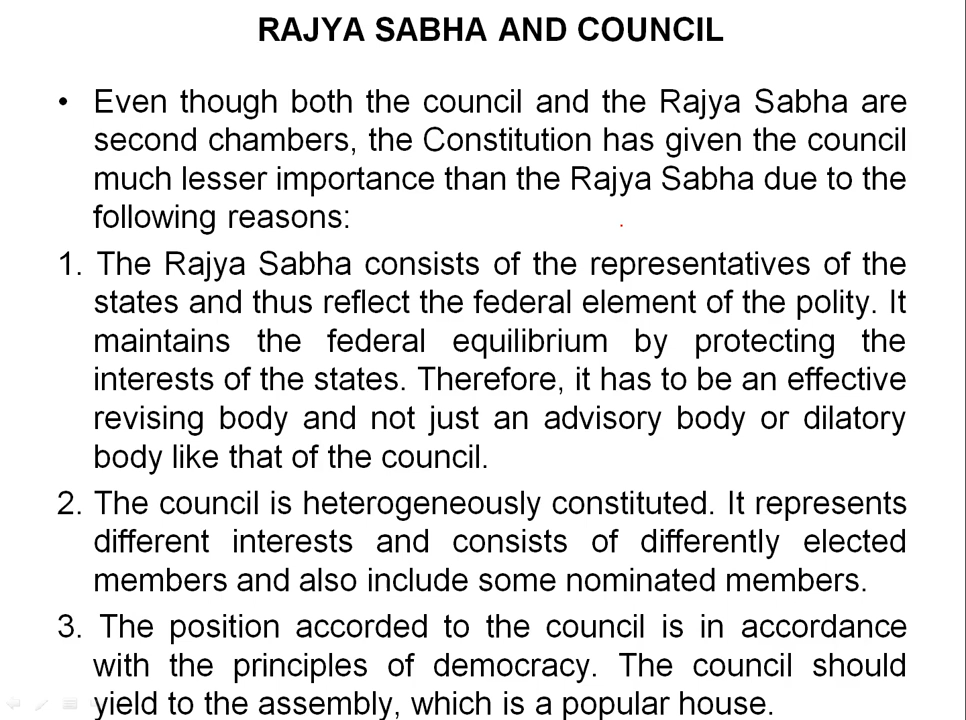 RAJYA SABHA AND COUNCIL
• Even though both the council and the Rajya Sabha are
second chambers, the Constitution has given the council
much lesser importance than the Rajya Sabha due to the
following reasons:
1. The Rajya Sabha consists of the representatives of the
states and thus reflect the federal element of the polity. It
maintains the federal equilibrium by protecting the
interests of the states. Therefore, it has to be an effective
revising body and not just an advisory body or dilatory
body like that of the council.
2. The council is heterogeneously constituted. It represents
different interests and consists of differently elected
members and also include some nominated members.
3. The position accorded to the council is in accordance
with the principles of democracy. The council should
yield to the assembly, which is a popular house.